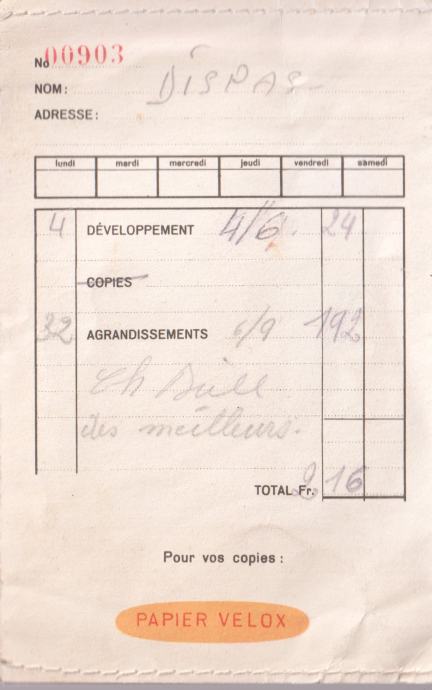 No 00903
NOM: DISPAS
ADRESSE:
lundi mardi mercredi jeudi vendredi samedi
4 DÉVELOPPEMENT 4/6. 24
COPIES
32 AGRANDISSEMENTS 6/9 192
des meilleurs.
TOTAL Fr. 216
Pour vos copies :
PAPIER VELOX